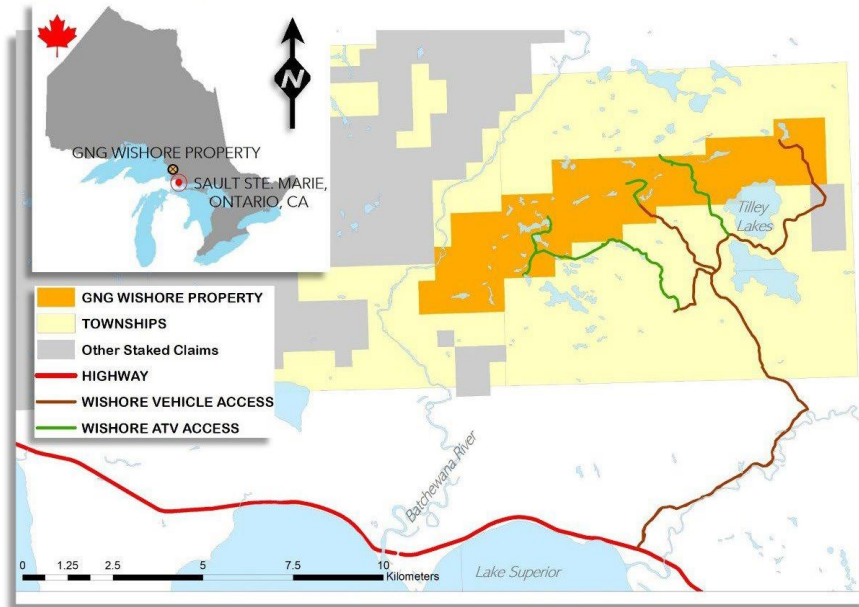 N
GNG WISHORE PROPERTY
SAULT STE. MARIE,
ONTARIO, CA
Tilley
Lakes
GNG WISHORE PROPERTY
TOWNSHIPS
Other Staked Claims
HIGHWAY
WISHORE VEHICLE ACCESS
WISHORE ATV ACCESS
Batchewana River
Lake Superior
0 1.25 2.5 5 7.5 10
Kilometers